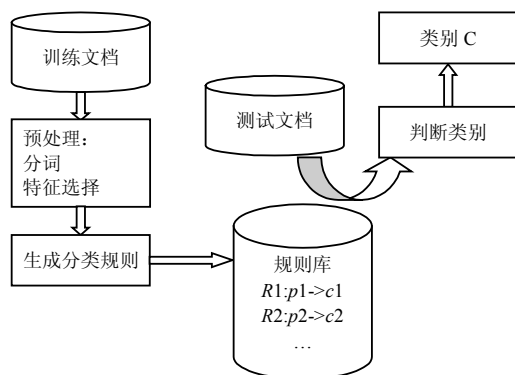 训练文档
预处理：
分词
特征选择
生成分类规则
规则库
R1:p1->c1
R2:p2->c2
…
测试文档
判断类别
类别 C